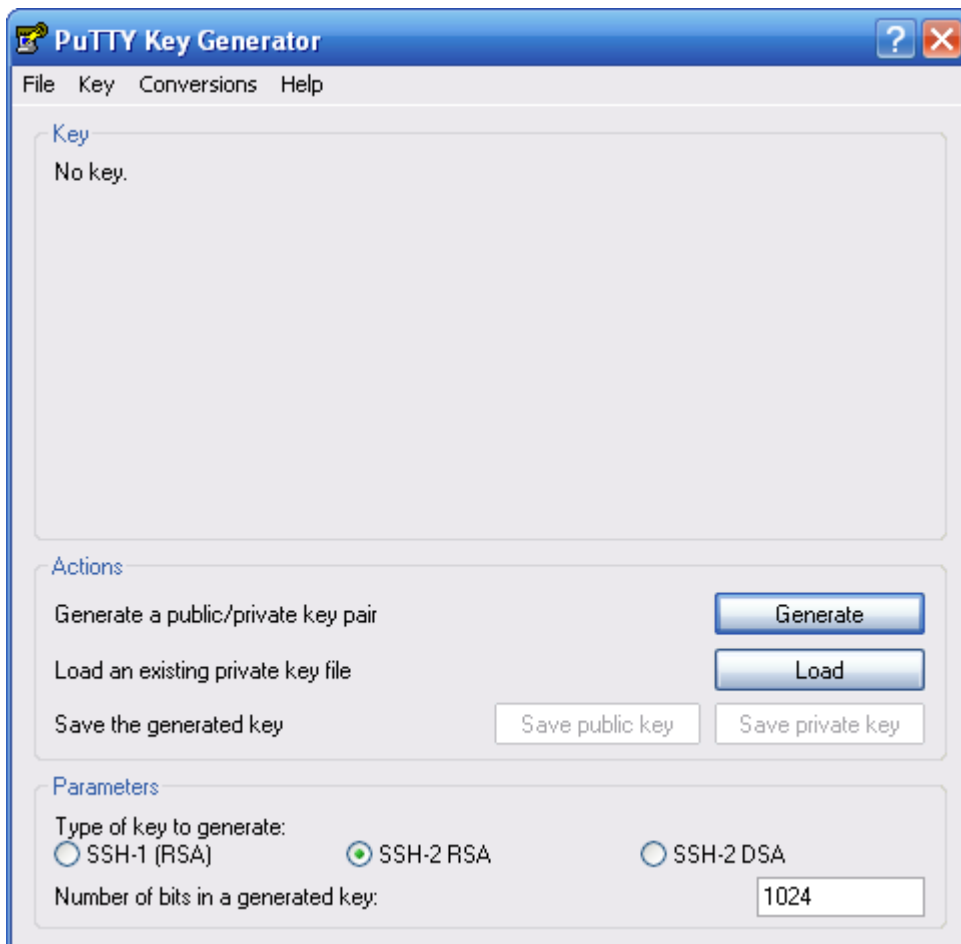 PuTTY Key Generator
File Key Conversions Help
Key
No key.
Actions
Generate a public/private key pair Generate
Load an existing private key file Load
Save the generated key Save public key Save private key
Parameters
Type of key to generate:
SSH-1 (RSA) SSH-2 RSA SSH-2 DSA
Number of bits in a generated key: 1024